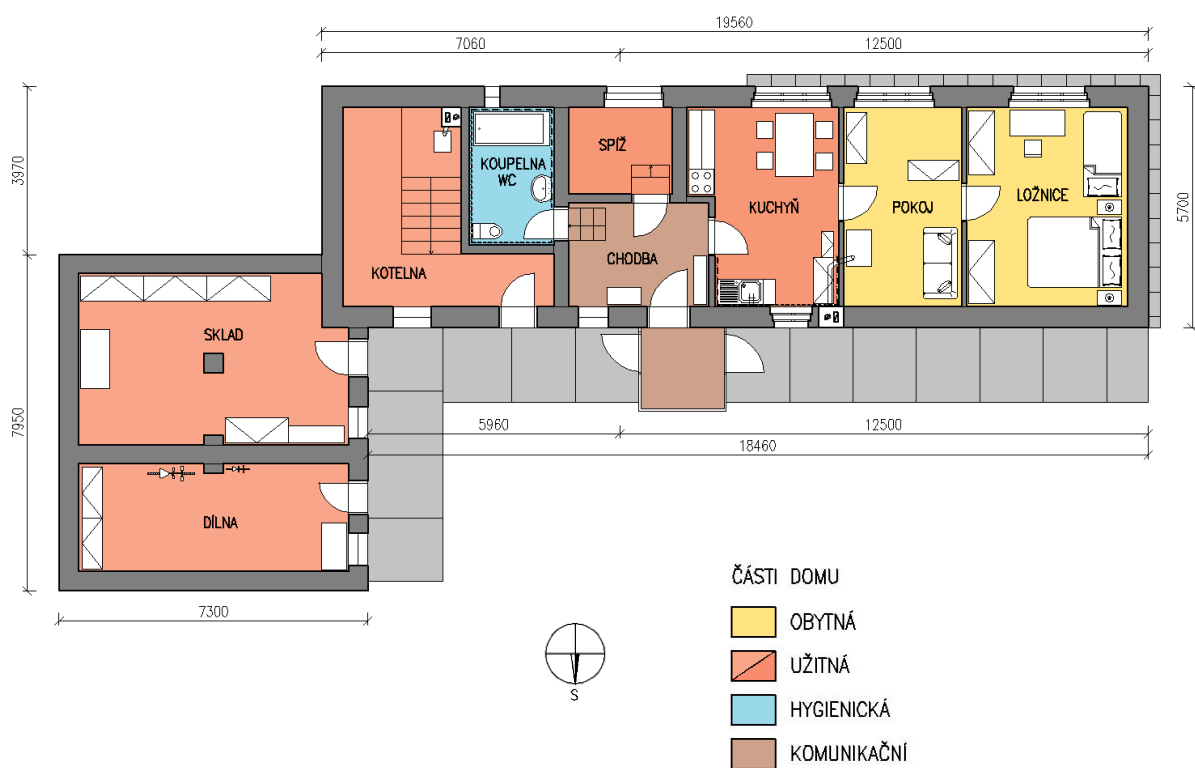 19560
7060
12500
3970
5700
KOUPELNA
WC
SPÍŽ
KUCHYŇ
POKOJ
LOŽNICE
KOTELNA
CHODBA
SKLAD
7950
5960
12500
18460
DÍLNA
7300
S
ČÁSTI DOMU
OBYTNÁ
UŽITNÁ
HYGIENICKÁ
KOMUNIKAČNÍ